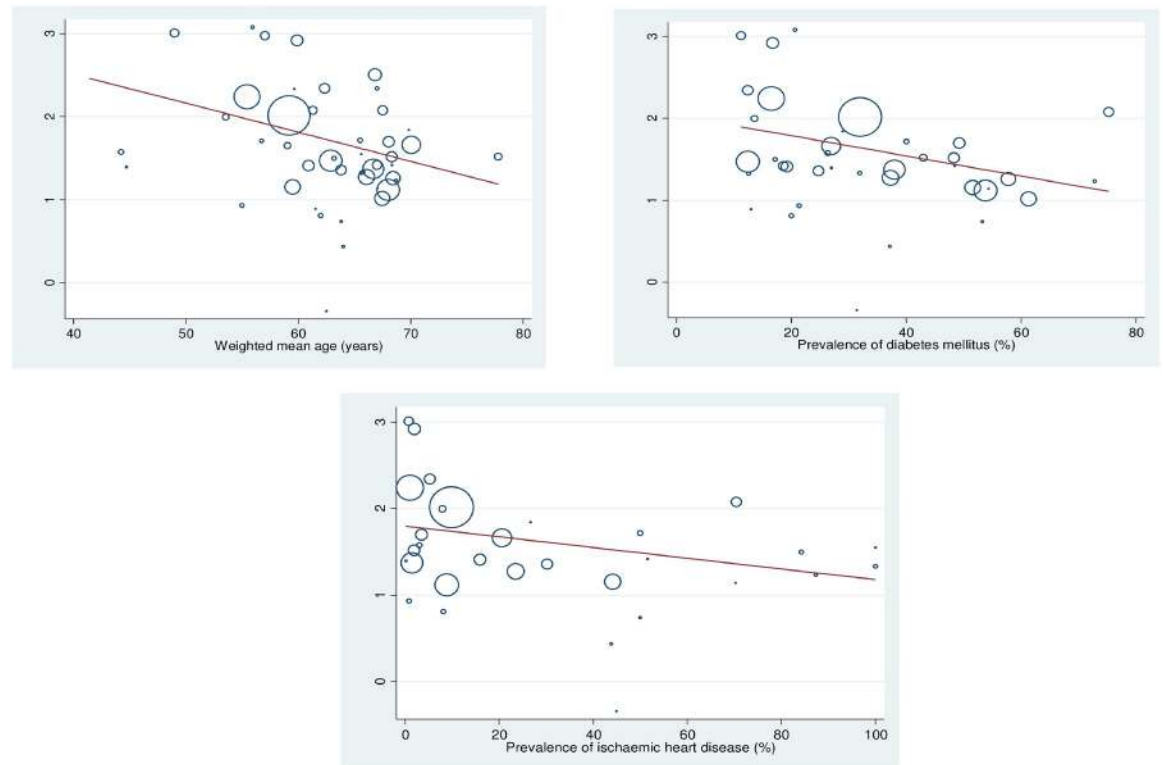 3
2
1
0
40 50 60 70 80
Weighted mean age (years)
3
2
1
0
0 20 40 60 80
Prevalence of diabetes mellitus (%)
3
2
1
0
0 20 40 60 80 100
Prevalence of ischaemic heart disease (%)